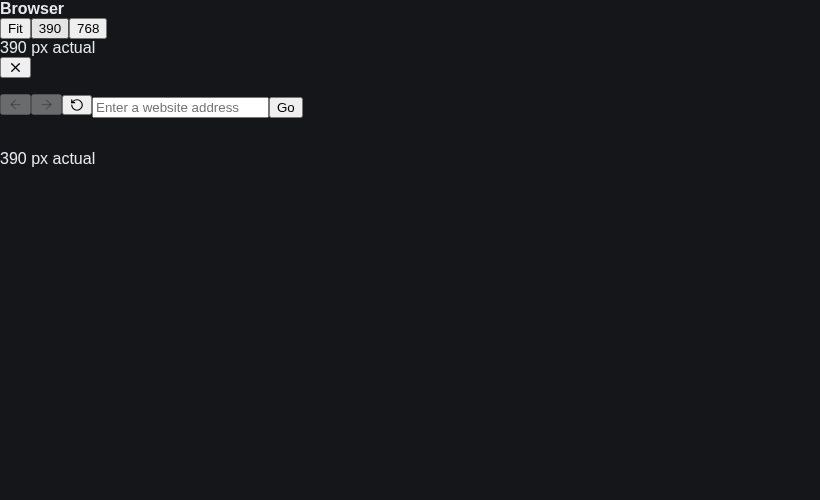 Browser
Fit 390 768
390 px actual
Enter a website address Go
390 px actual